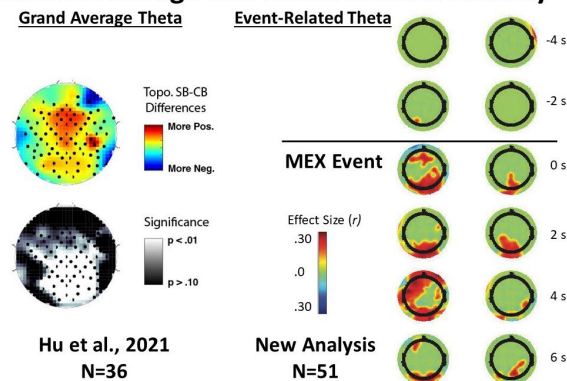 Grand Average Theta
Event-Related Theta
Topo. SB-CB
Differences
More Pos.
More Neg.
Significance
p < .01
p > .10
Hu et al., 2021
N=36
-4 s
-2 s
MEX Event
0 s
Effect Size (r)
.30
.0
.30
2 s
4 s
New Analysis
N=51
6 s